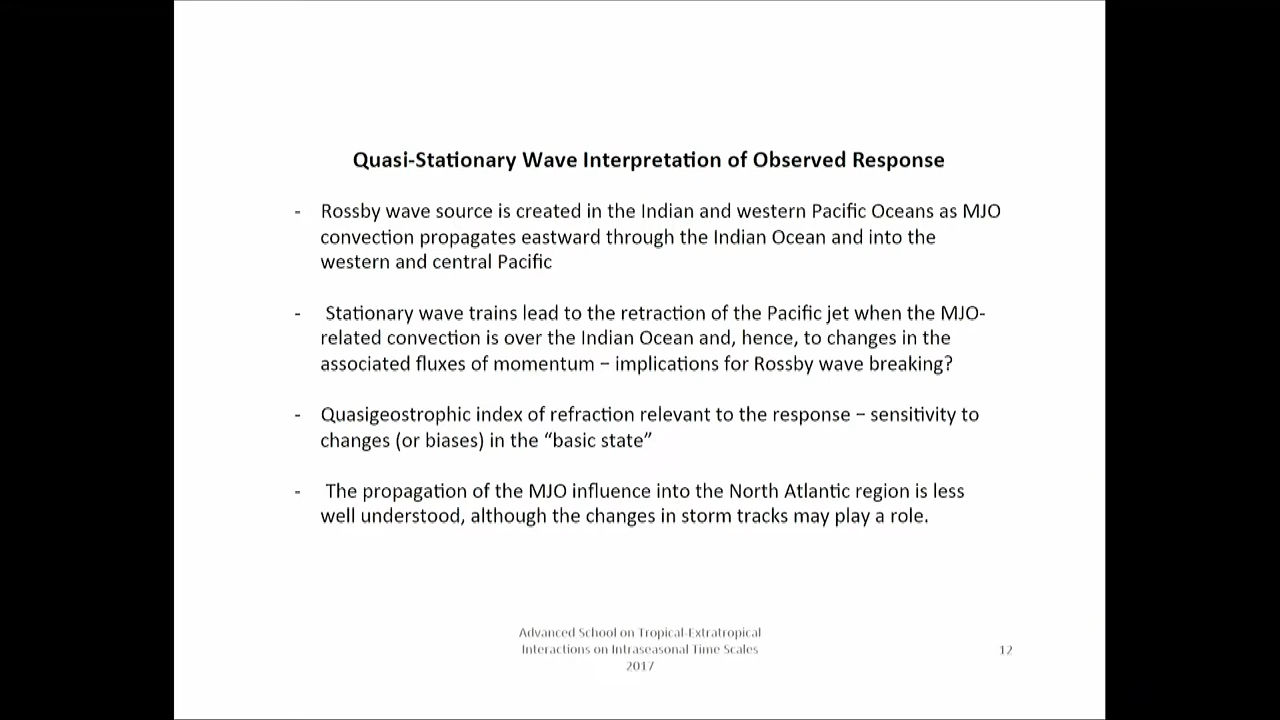 Quasi-Stationary Wave Interpretation of Observed Response
- Rossby wave source is created in the Indian and western Pacific Oceans as MJO
convection propagates eastward through the Indian Ocean and into the
western and central Pacific
- Stationary wave trains lead to the retraction of the Pacific jet when the MJO-
related convection is over the Indian Ocean and, hence, to changes in the
associated fluxes of momentum – implications for Rossby wave breaking?
- Quasigeostrophic index of refraction relevant to the response – sensitivity to
changes (or biases) in the “basic state”
- The propagation of the MJO influence into the North Atlantic region is less
well understood, although the changes in storm tracks may play a role.
Advanced School on Tropical-Extratropical
Interactions on Intraseasonal Time Scales
2017
12